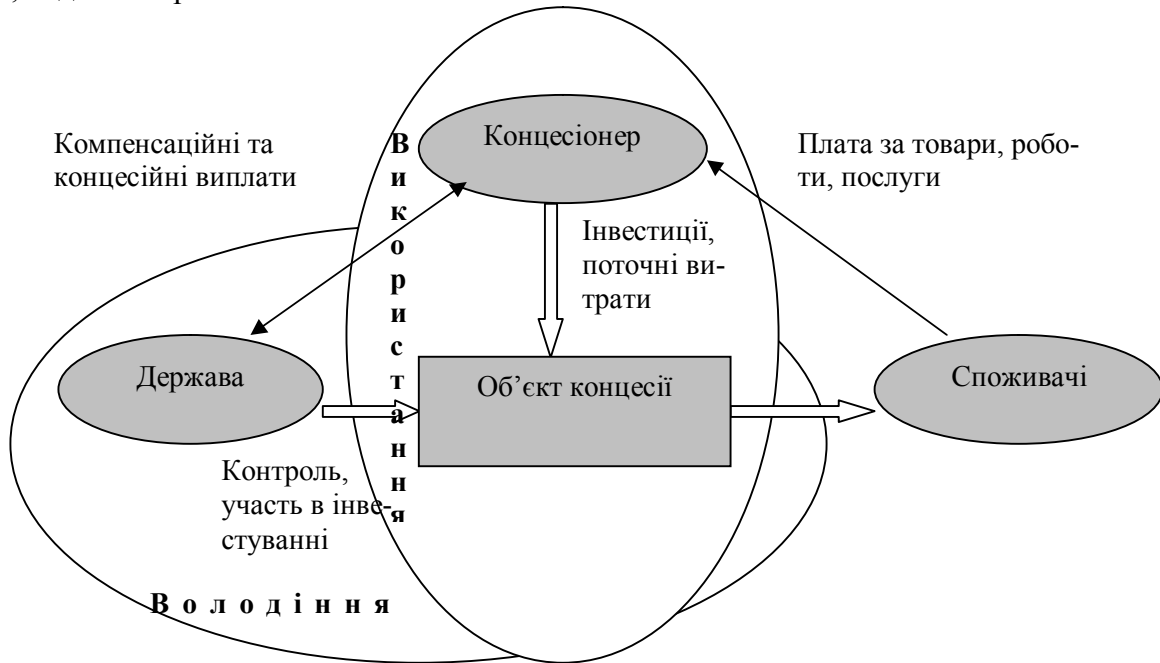 Концесіонер
Компенсаційні та
концесійні виплати
Плата за товари, робо-
ти, послуги
Використання
Інвестиції,
поточні ви-
трати
Держава
Об’єкт концесії
Споживачі
Контроль,
участь в інве-
стуванні
Володіння